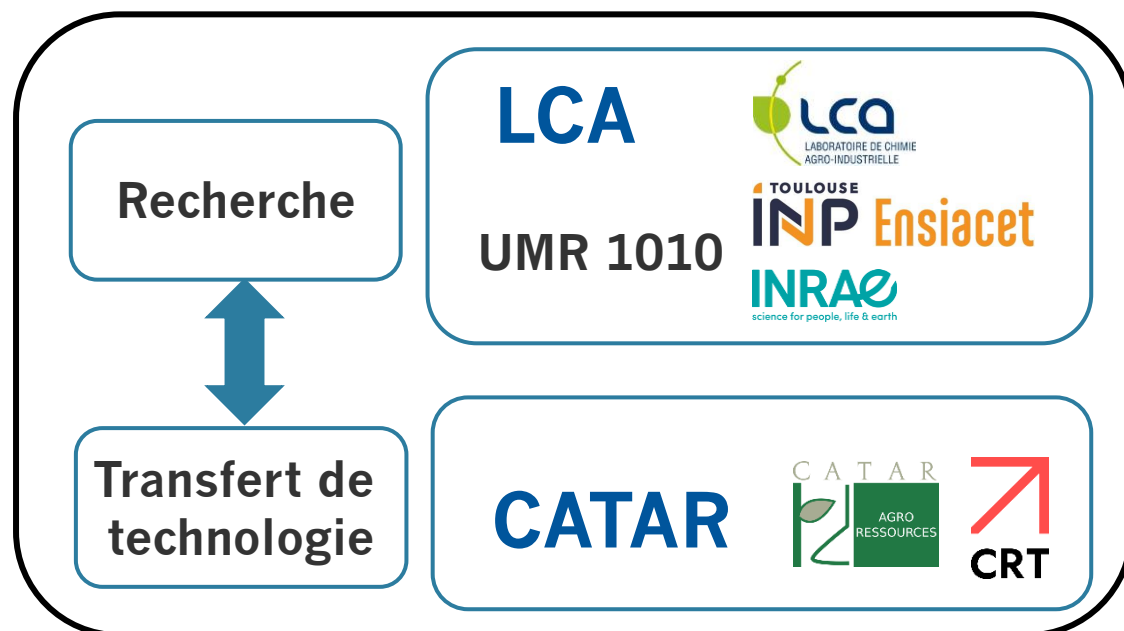 Recherche
LCA
LCA
LABORATOIRE DE CHIMIE
AGRO-INDUSTRIELLE
UMR 1010
TOULOUSE
INP Ensiacet
INRAE
science for people, life & earth
Transfert de
technologie
CATAR
CATAR
AGRO
RESSOURCES
CRT